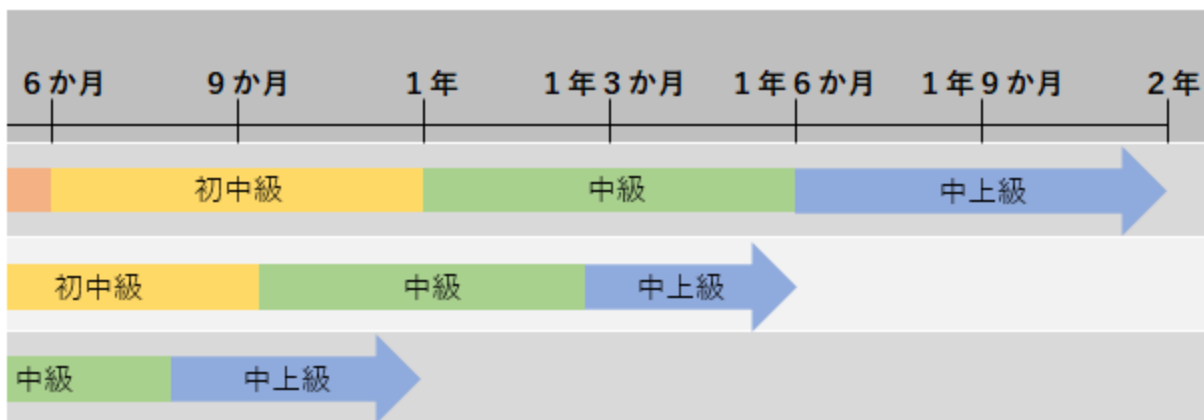 6か月 9か月 1年 1年3か月 1年6か月 1年9か月 2年
初中級 中級 中上級
初中級 中級 中上級
中級 中上級